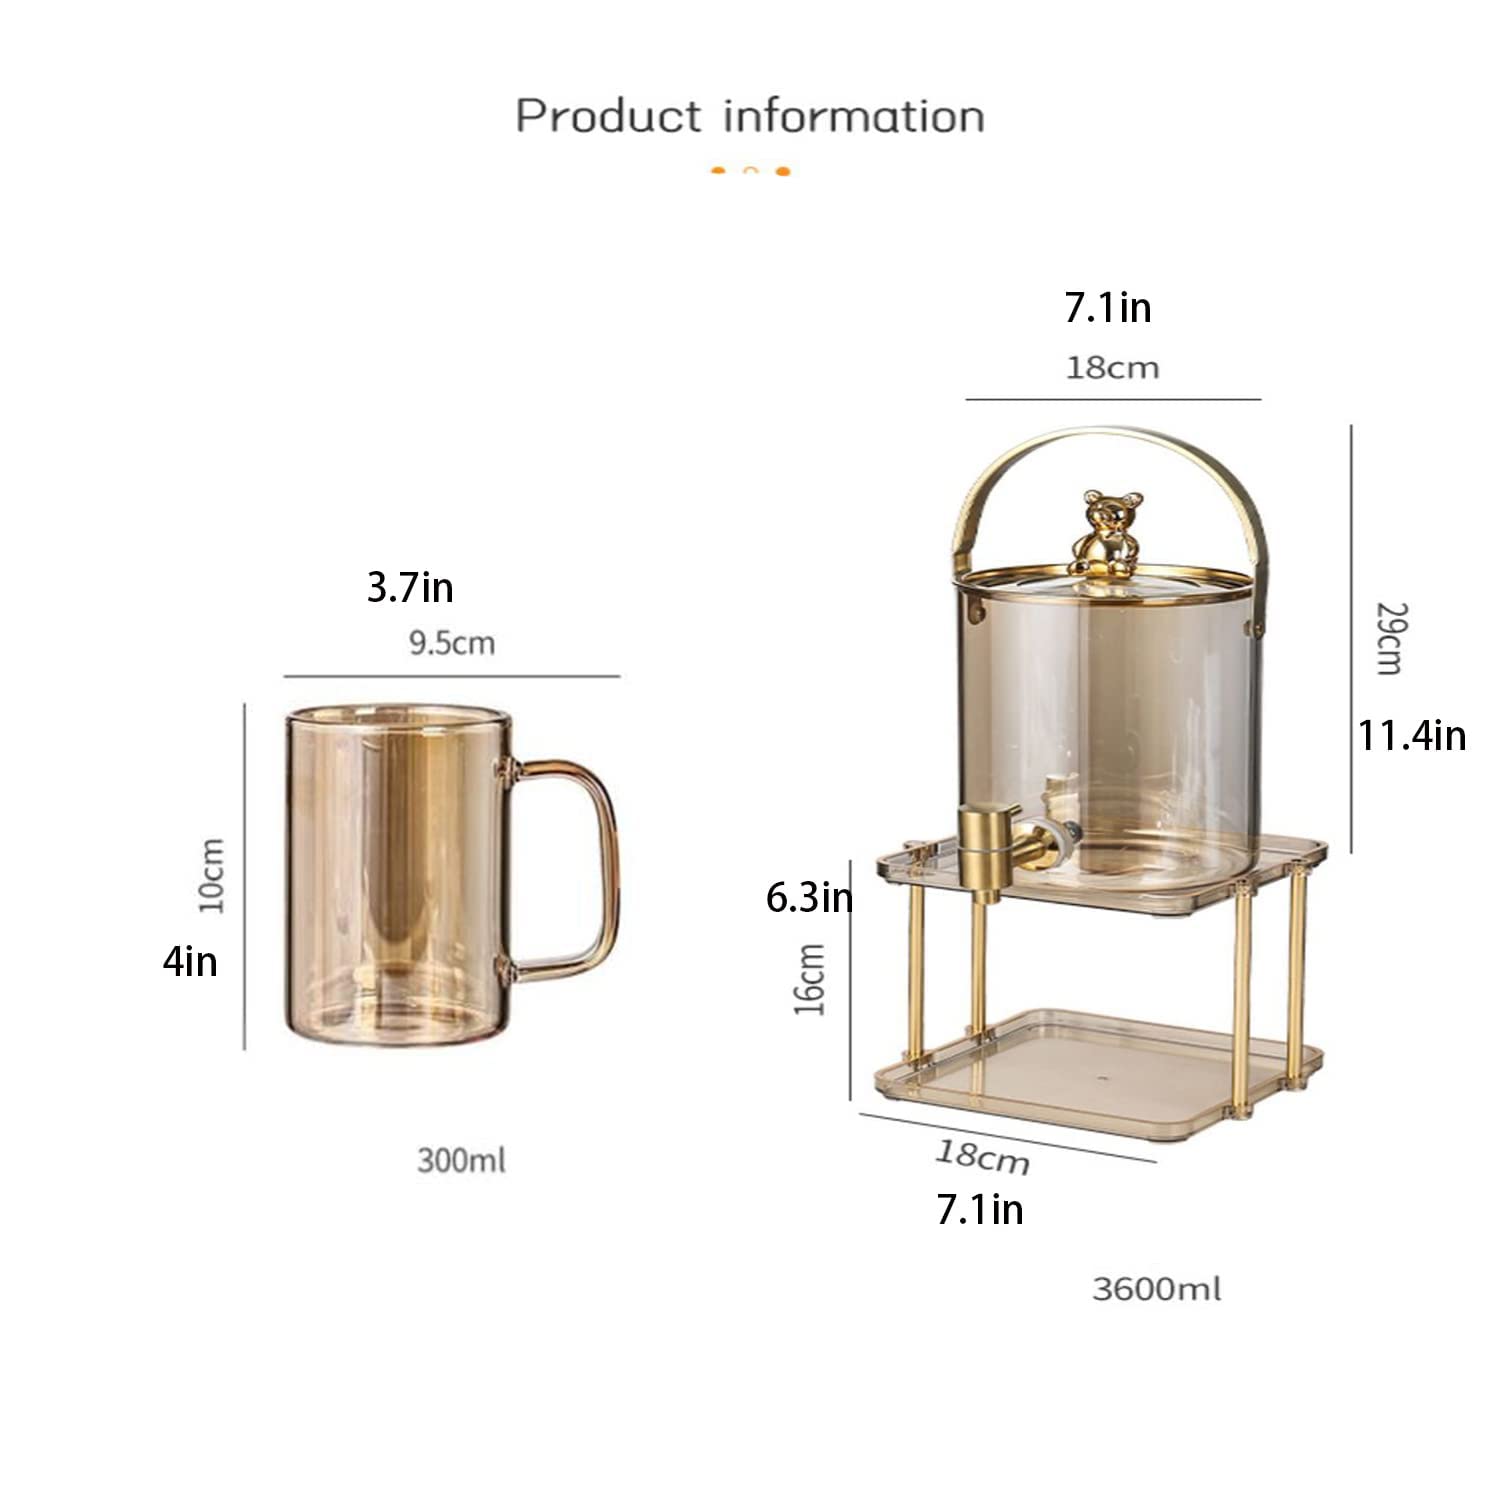 Product information
7.1in
18cm
29cm
11.4in
3.7in
9.5cm
10cm
4in
300ml
6.3in
16cm
18cm
7.1in
3600ml